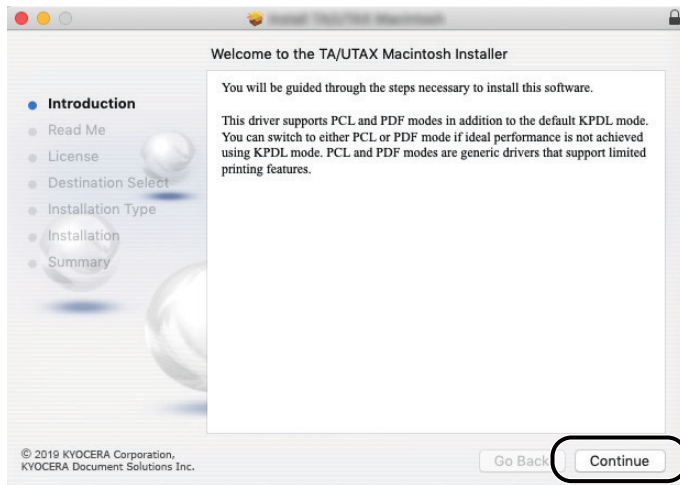 Welcome to the TA/UTAX Macintosh Installer
Introduction
Read Me
License
Destination Select
Installation Type
Installation
Summary
You will be guided through the steps necessary to install this software.
This driver supports PCL and PDF modes in addition to the default KPDL mode.
You can switch to either PCL or PDF mode if ideal performance is not achieved
using KPDL mode. PCL and PDF modes are generic drivers that support limited
printing features.
© 2019 KYOCERA Corporation,
KYOCERA Document Solutions Inc.
Go Back
Continue